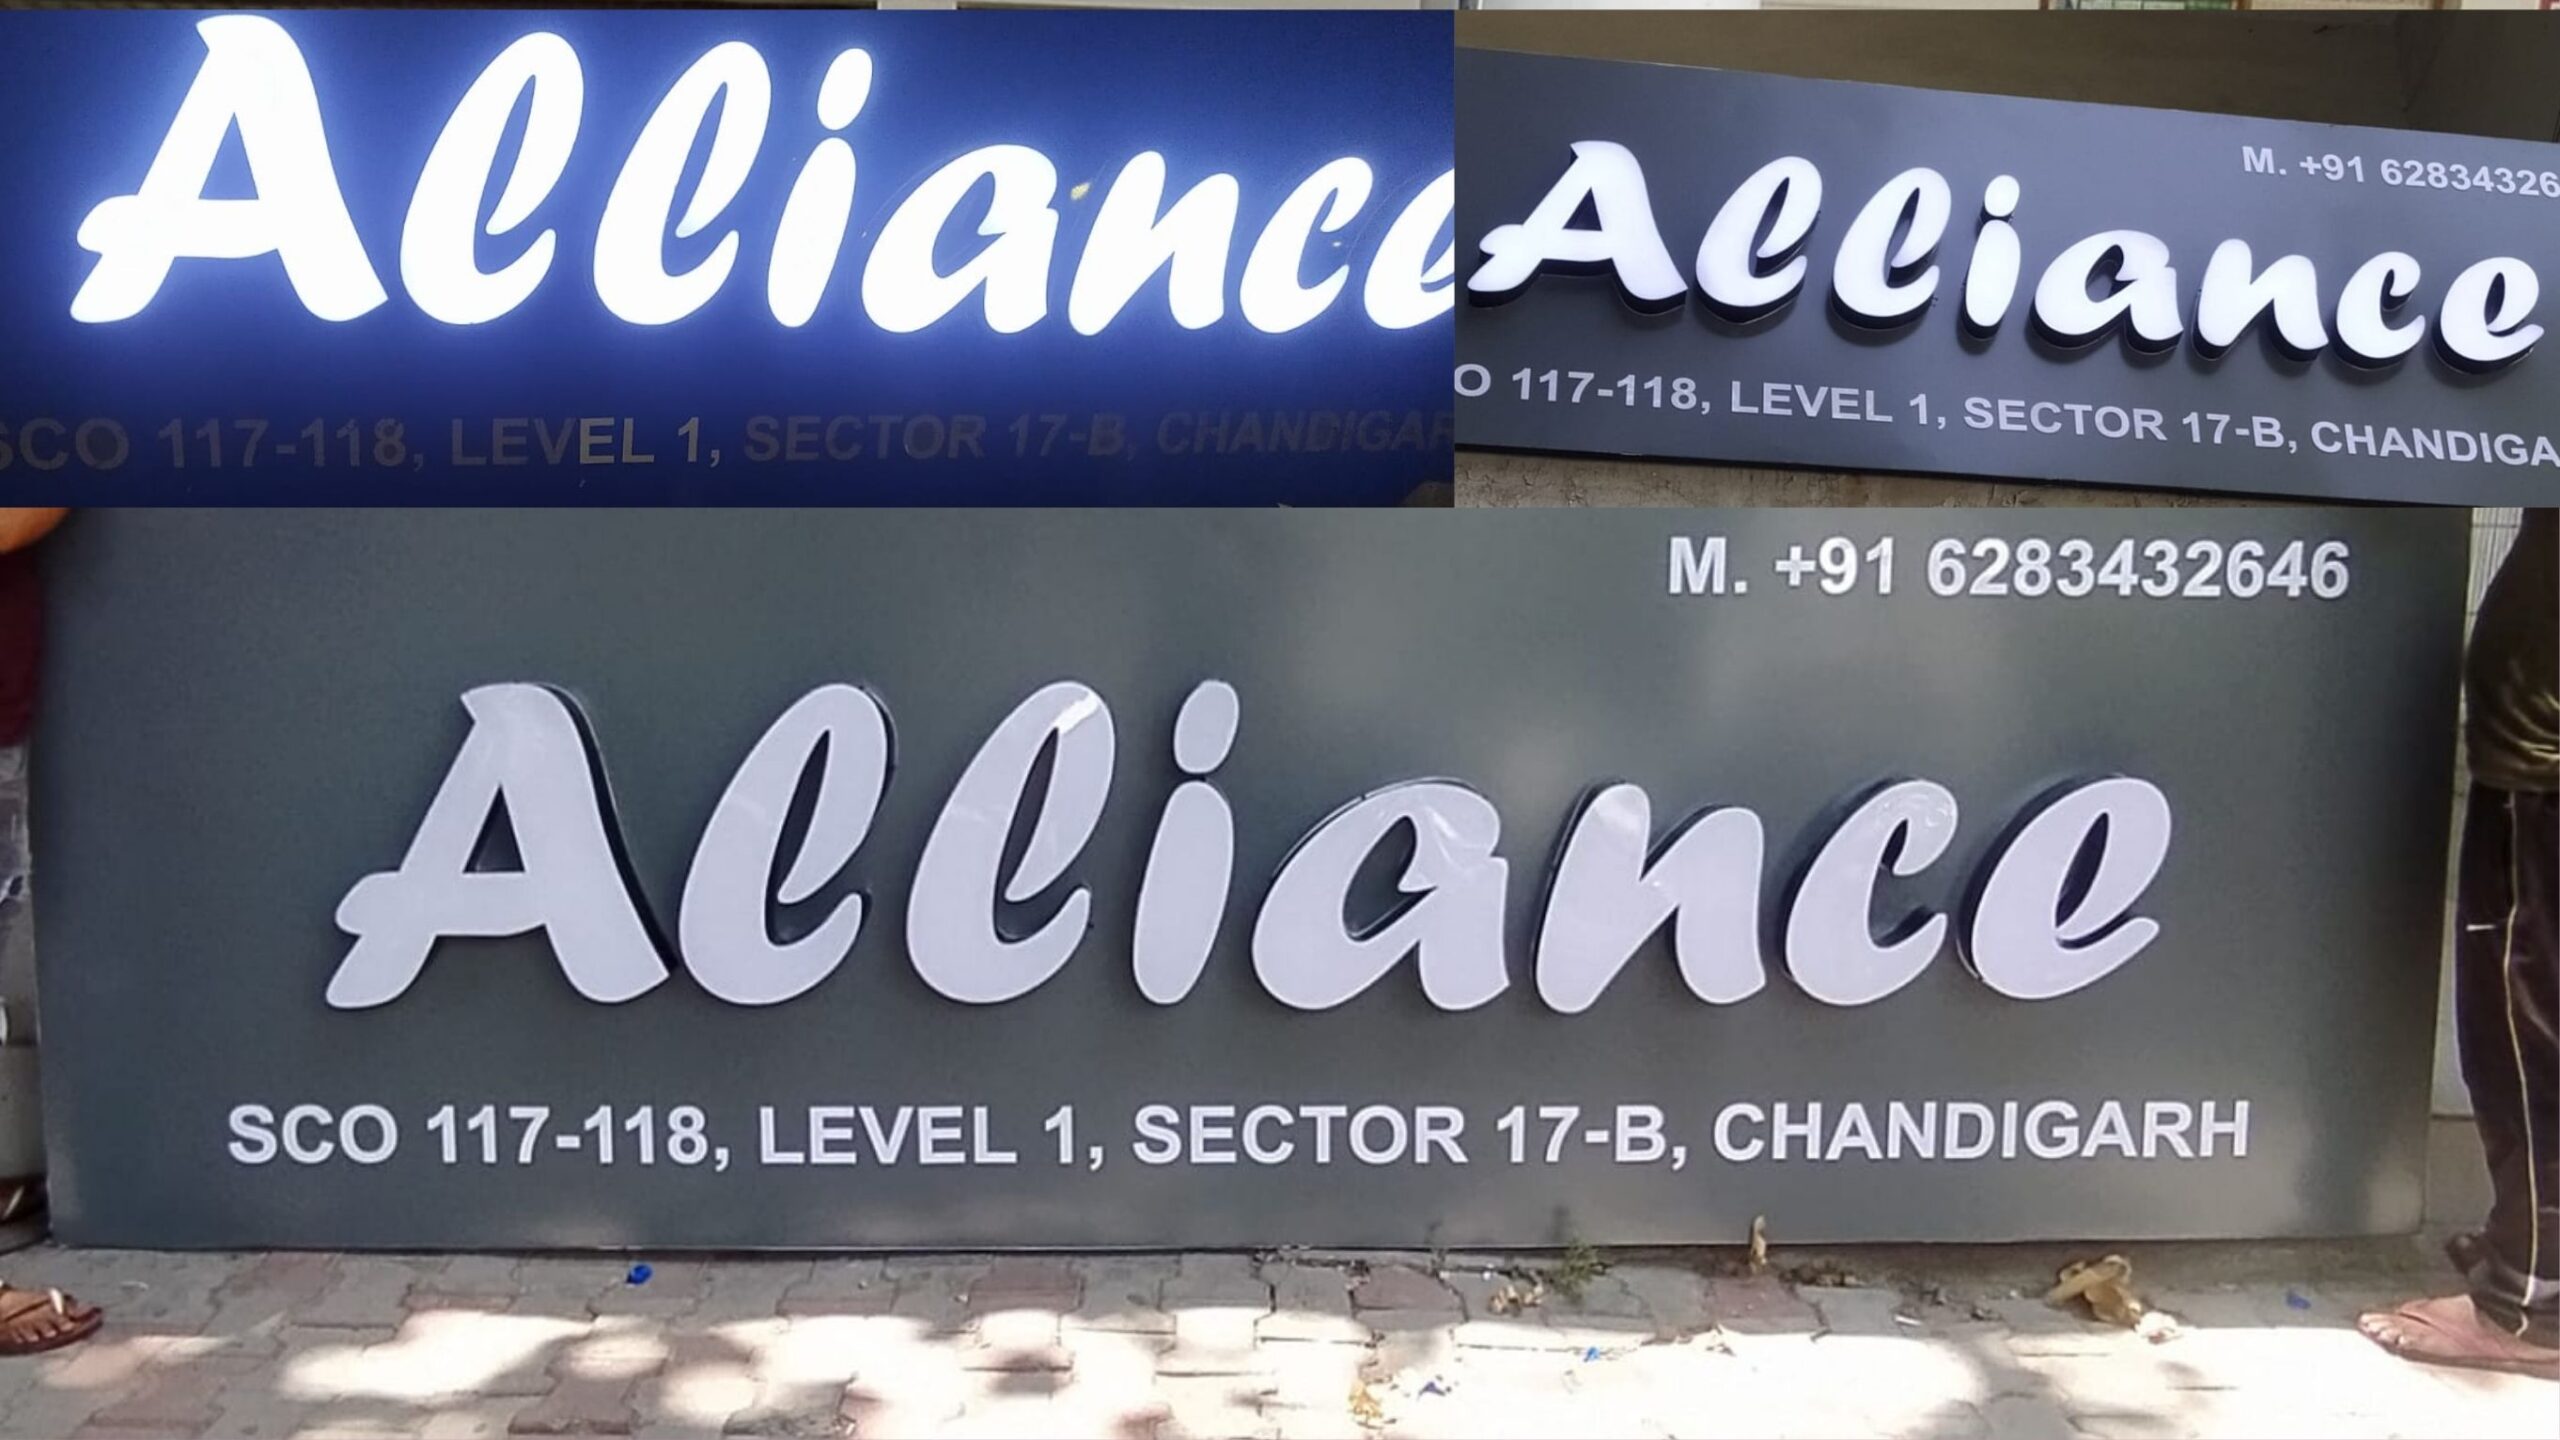 Alliance
SCO 117-118, LEVEL 1, SECTOR 17-B, CHANDIGAR
M. +91 62834326
Alliance
O 117-118, LEVEL 1, SECTOR 17-B, CHANDIGA
M. +91 6283432646
Alliance
SCO 117-118, LEVEL 1, SECTOR 17-B, CHANDIGARH